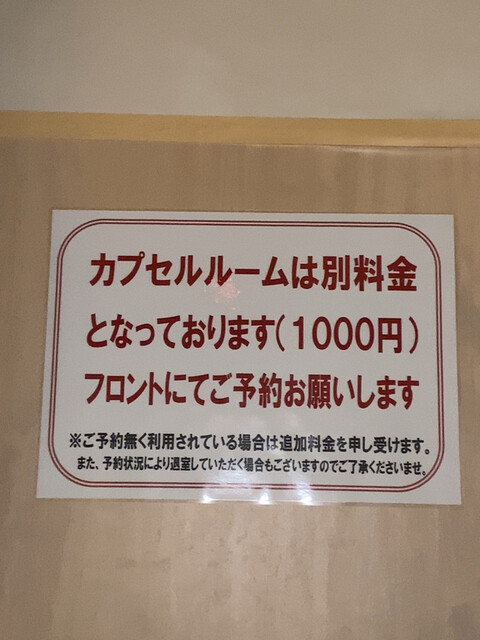 カプセルルームは別料金
となっております(1000円)
フロントにてご予約お願いします
※ご予約無く利用されている場合は追加料金を申し受けます。
また、予約状況により退室していただく場合もございますのでご了承くださいませ。